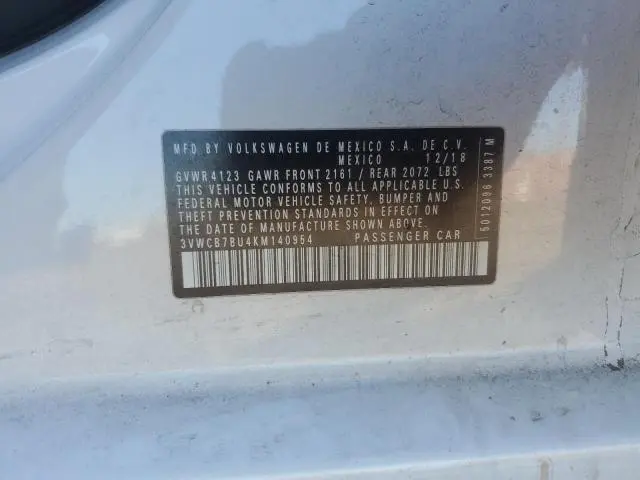 MFD BY VOLKSWAGEN DE MEXICO S.A. DE C.V.
MEXICO 12/18
GVWR 4123 GAWR FRONT 2161 / REAR 2072 LBS
THIS VEHICLE CONFORMS TO ALL APPLICABLE U.S.
FEDERAL MOTOR VEHICLE SAFETY, BUMPER AND
THEFT PREVENTION STANDARDS IN EFFECT ON
THE DATE OF MANUFACTURE SHOWN ABOVE.
3VWCB7BU4KM140954 PASSENGER CAR
5012096 3387 M